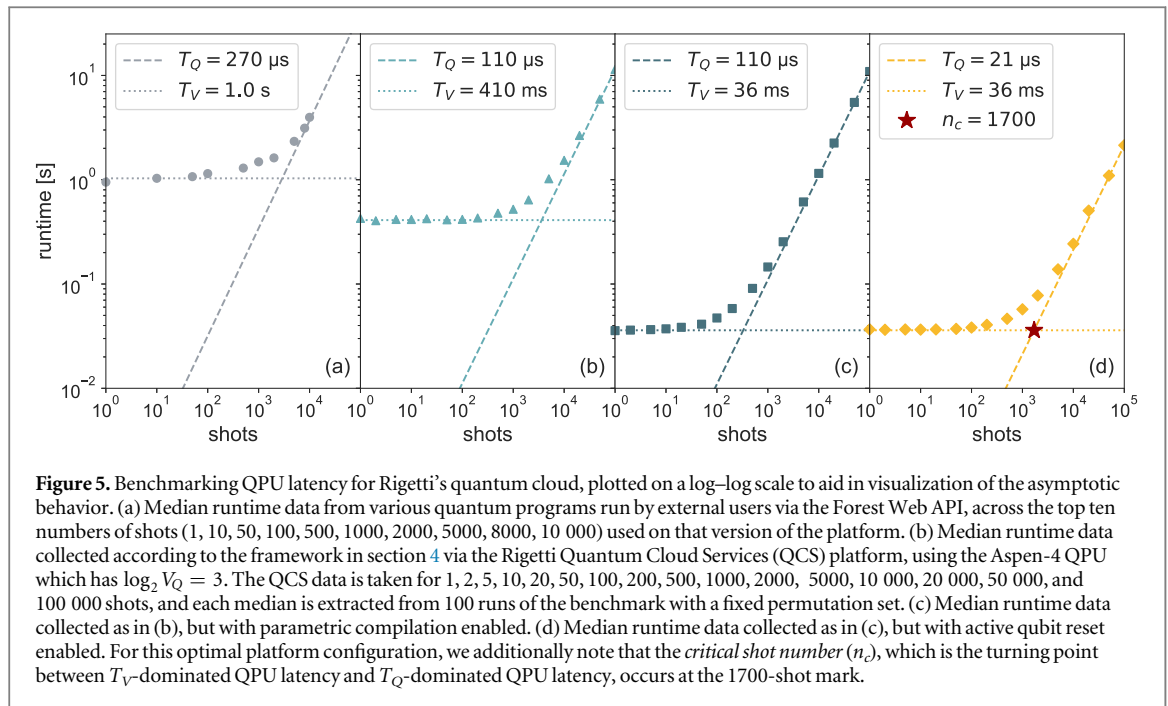 T_Q = 270 µs
T_V = 1.0 s
T_Q = 110 µs
T_V = 410 ms
T_Q = 110 µs
T_V = 36 ms
T_Q = 21 µs
T_V = 36 ms
n_c = 1700
runtime [s]
10^1
10^0
10^-1
10^-2
(a)
(b)
(c)
(d)
10^0 10^1 10^2 10^3 10^4 10^0 10^1 10^2 10^3 10^4 10^0 10^1 10^2 10^3 10^4 10^0 10^1 10^2 10^3 10^4 10^5
shots shots shots shots
Figure 5. Benchmarking QPU latency for Rigetti's quantum cloud, plotted on a log–log scale to aid in visualization of the asymptotic
behavior. (a) Median runtime data from various quantum programs run by external users via the Forest Web API, across the top ten
numbers of shots (1, 10, 50, 100, 500, 1000, 2000, 5000, 8000, 10 000) used on that version of the platform. (b) Median runtime data
collected according to the framework in section 4 via the Rigetti Quantum Cloud Services (QCS) platform, using the Aspen-4 QPU
which has log_2 V_Q = 3. The QCS data is taken for 1, 2, 5, 10, 20, 50, 100, 200, 500, 1000, 2000, 5000, 10 000, 20 000, 50 000, and
100 000 shots, and each median is extracted from 100 runs of the benchmark with a fixed permutation set. (c) Median runtime data
collected as in (b), but with parametric compilation enabled. (d) Median runtime data collected as in (c), but with active qubit reset
enabled. For this optimal platform configuration, we additionally note that the critical shot number (n_c), which is the turning point
between T_V-dominated QPU latency and T_Q-dominated QPU latency, occurs at the 1700-shot mark.